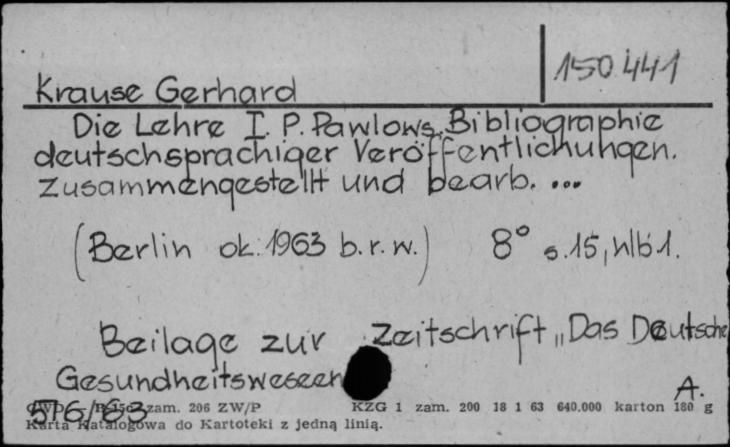 150 441
Krause Gerhard
Die Lehre I. P. Pawlows. Bibliographie
deutschsprachiger Veröffentlichungen.
Zusammengestellt und bearb. ...
(Berlin ok. 1963 b. r. w.) 8° s. 15, nlb 1.
Beilage zur Zeitschrift „Das Deutsche
Gesundheitswesen
A.
576/63 zam. 206 ZW/P KZG 1 zam. 200 18 1 63 640.000 karton 180 g
Karta Katalogowa do Kartoteki z jedną linią.